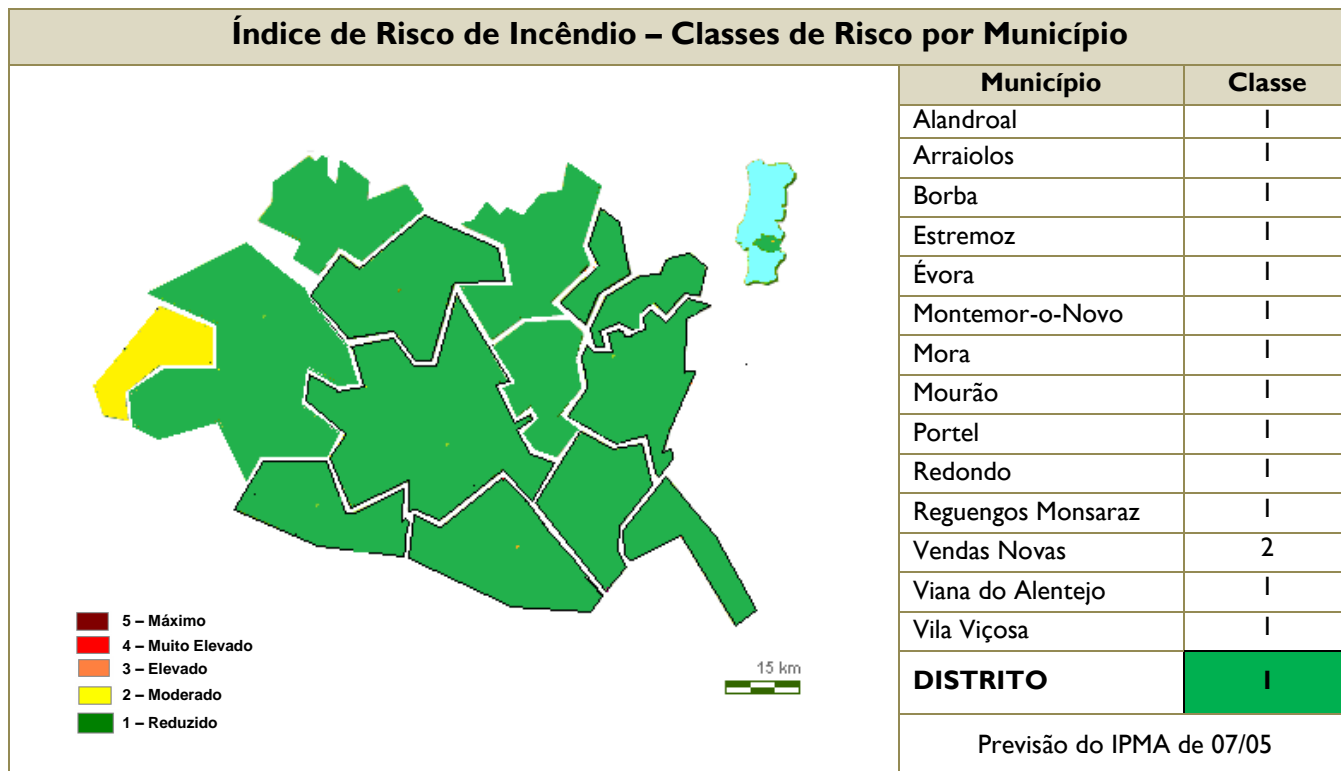 Índice de Risco de Incêndio – Classes de Risco por Município
Município Classe
Alandroal 1
Arraiolos 1
Borba 1
Estremoz 1
Évora 1
Montemor-o-Novo 1
Mora 1
Mourão 1
Portel 1
Redondo 1
Reguengos Monsaraz 1
Vendas Novas 2
Viana do Alentejo 1
Vila Viçosa 1
DISTRITO 1
Previsão do IPMA de 07/05
5 – Máximo
4 – Muito Elevado
3 – Elevado
2 – Moderado
1 – Reduzido
15 km